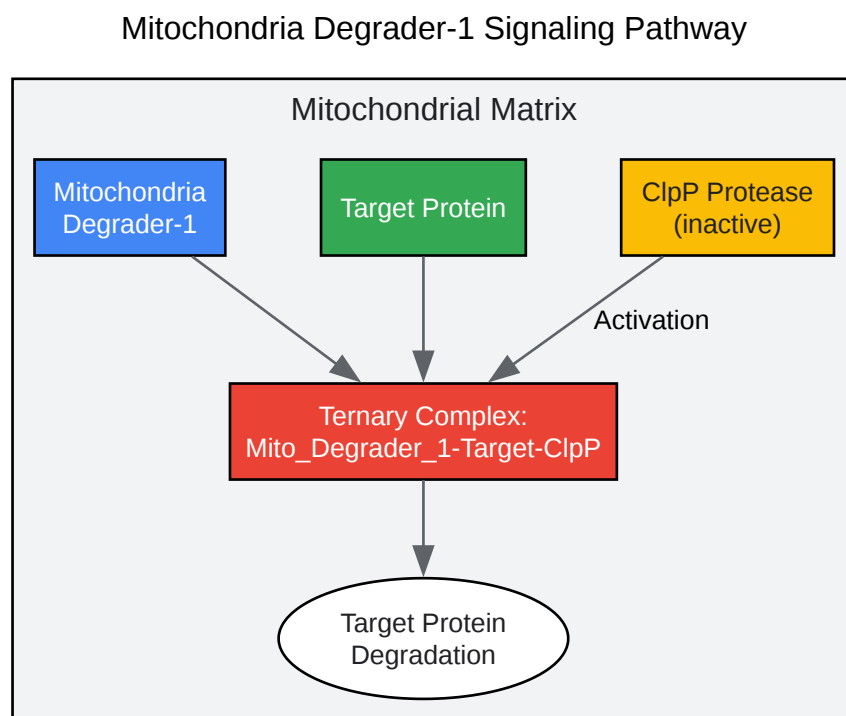 Mitochondria Degrader-1 Signaling Pathway
Mitochondrial Matrix
Mitochondria
Degrader-1
Target Protein
ClpP Protease
(inactive)
Activation
Ternary Complex:
Mito_Degrader_1-Target-ClpP
Target Protein
Degradation